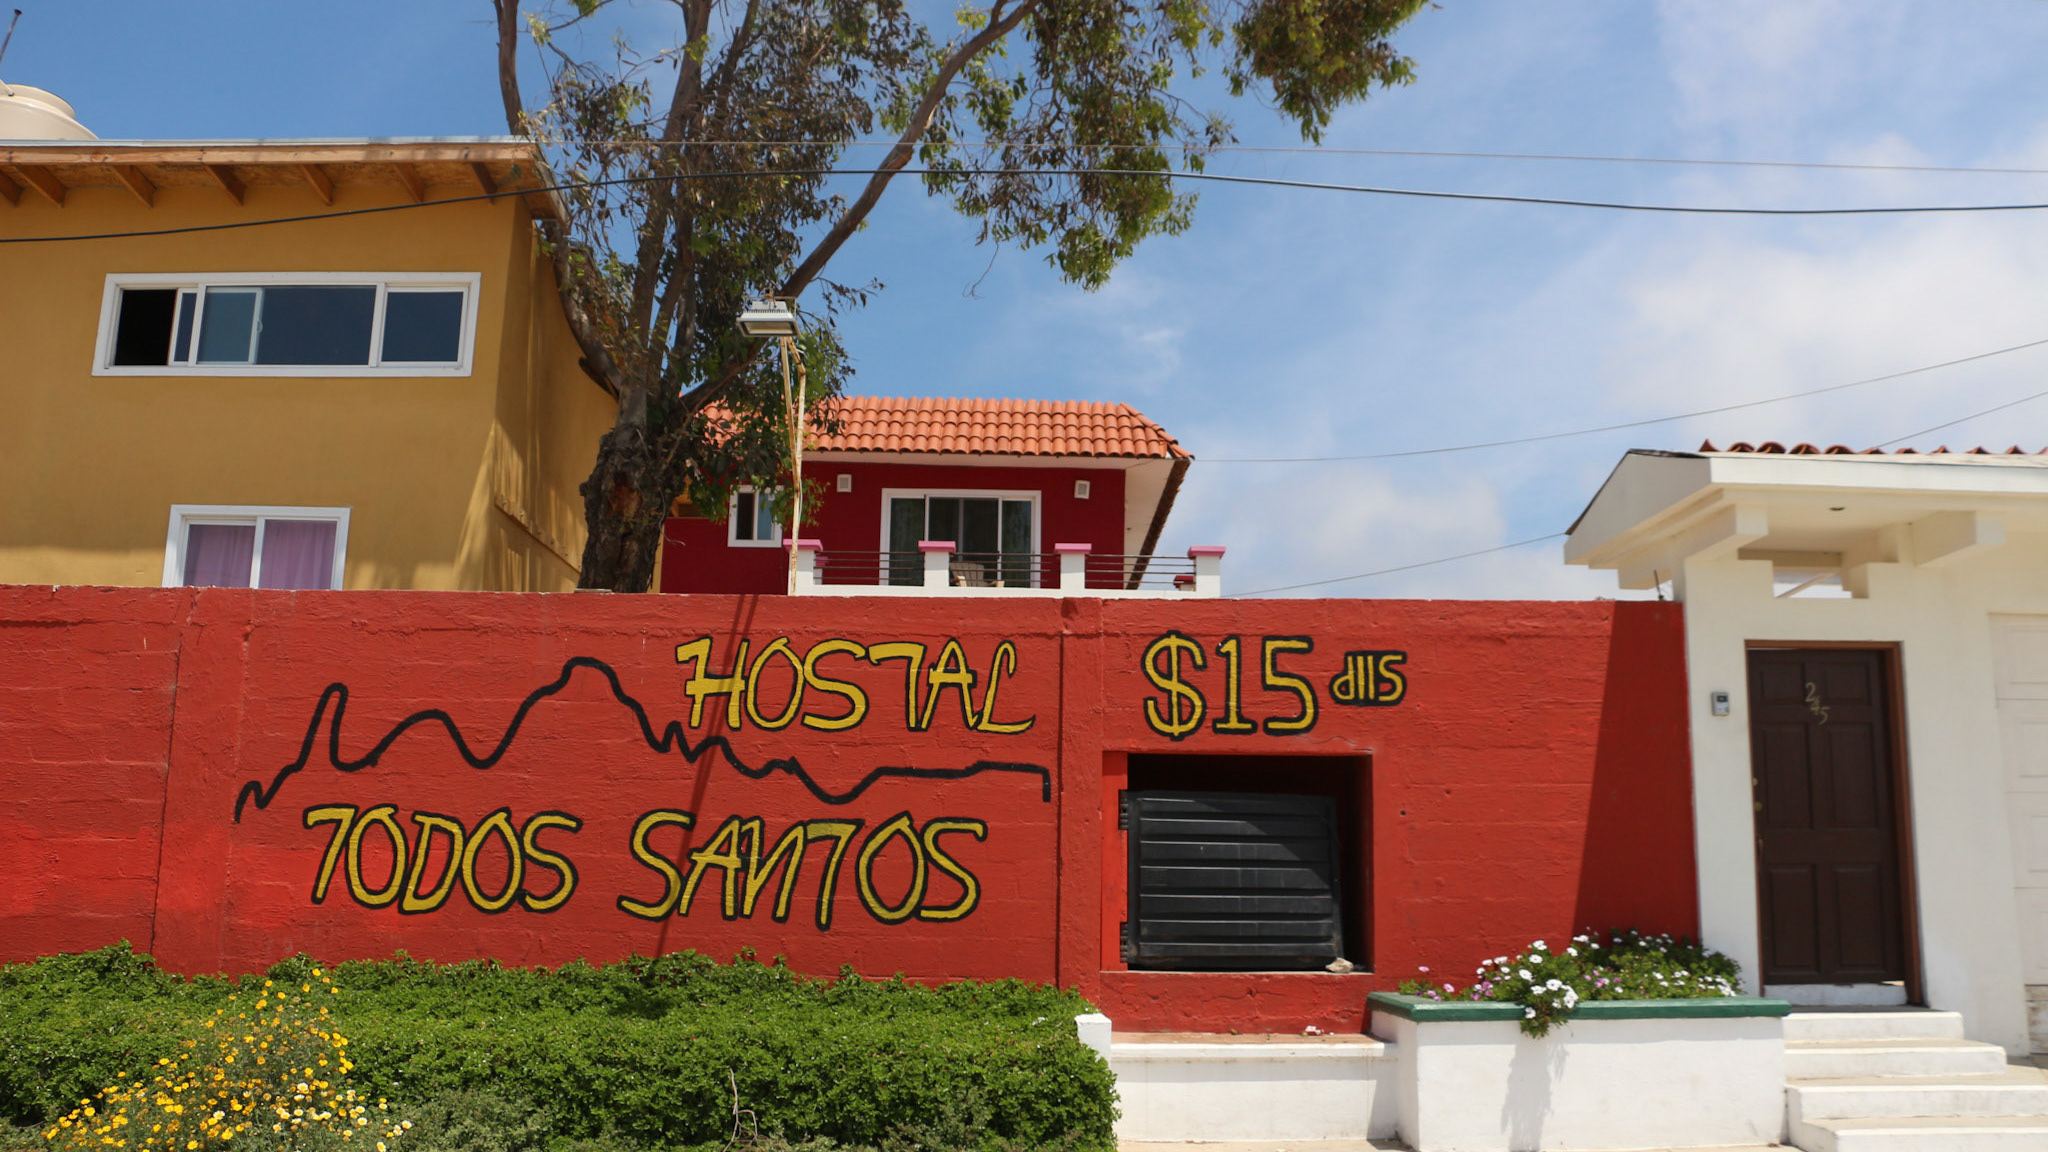 HOSTAL
TODOS SANTOS
$15 dlls
245